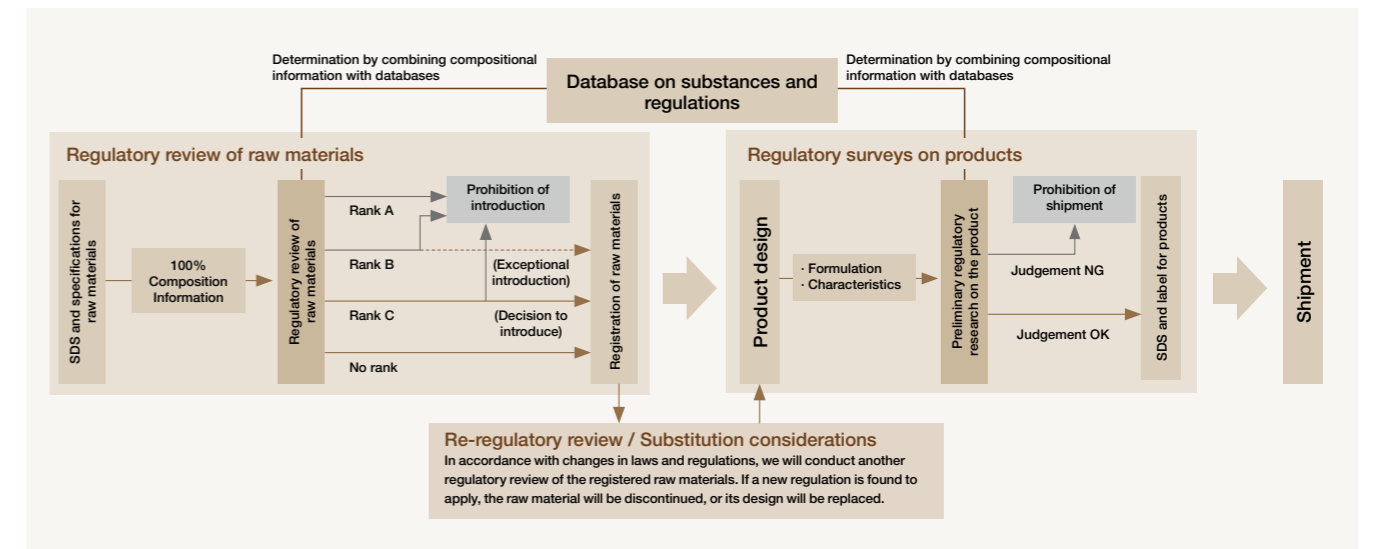 Determination by combining compositional
information with databases
Database on substances and
regulations
Determination by combining compositional
information with databases
Regulatory review of raw materials
SDS and specifications for
raw materials
100%
Composition
Information
Regulatory review of
raw materials
Rank A
Rank B
Rank C
No rank
Prohibition of
introduction
(Exceptional
introduction)
(Decision to
introduce)
Registration of raw materials
Regulatory surveys on products
Product design
· Formulation
· Characteristics
Preliminary regulatory
research on the product
Prohibition of
shipment
Judgement NG
Judgement OK
SDS and label for products
Shipment
Re-regulatory review / Substitution considerations
In accordance with changes in laws and regulations, we will conduct another
regulatory review of the registered raw materials. If a new regulation is found to
apply, the raw material will be discontinued, or its design will be replaced.